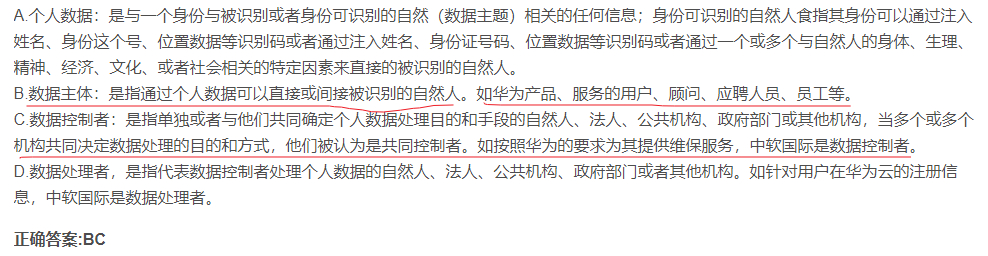 A.个人数据：是与一个身份与被识别或者身份可识别的自然（数据主题）相关的任何信息；身份可识别的自然人食指其身份可以通过注入
姓名、身份这个号、位置数据等识别码或者通过注入姓名、身份证号码、位置数据等识别码或者通过一个或多个与自然人的身体、生理、
精神、经济、文化、或者社会相关的特定因素来直接的被识别的自然人。
B.数据主体：是指通过个人数据可以直接或间接被识别的自然人。如华为产品、服务的用户、顾问、应聘人员、员工等。
C.数据控制者：是指单独或者与他们共同确定个人数据处理目的和手段的自然人、法人、公共机构、政府部门或其他机构，当多个或多个
机构共同决定数据处理的目的和方式，他们被认为是共同控制者。如按照华为的要求为其提供维保服务，中软国际是数据控制者。
D.数据处理者，是指代表数据控制者处理个人数据的自然人、法人、公共机构、政府部门或者其他机构。如针对用户在华为云的注册信
息，中软国际是数据处理者。
正确答案:BC